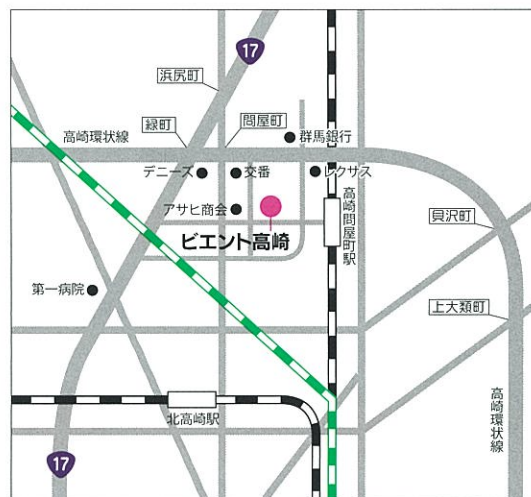 17
浜尻町
緑町
問屋町
群馬銀行
高崎環状線
デニーズ
交番
レクサス
アサヒ商会
高崎問屋町駅
ビエント高崎
貝沢町
第一病院
上大類町
北高崎駅
高崎環状線
17